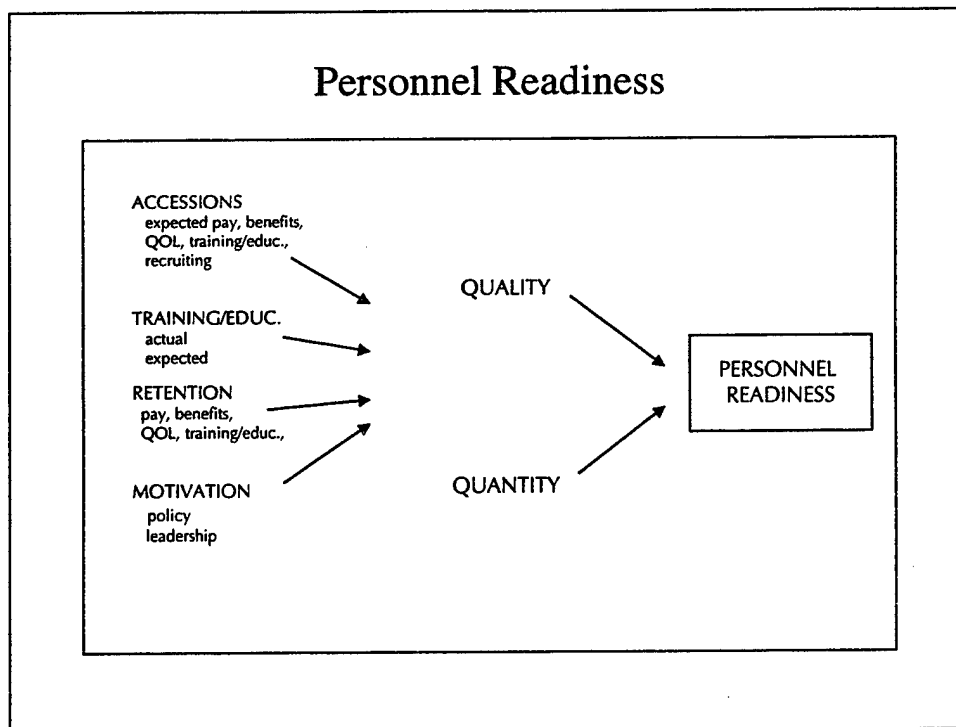 Personnel Readiness
ACCESSIONS
expected pay, benefits,
QOL, training/educ.,
recruiting
TRAINING/EDUC.
actual
expected
RETENTION
pay, benefits,
QOL, training/educ.,
MOTIVATION
policy
leadership
QUALITY
QUANTITY
PERSONNEL
READINESS